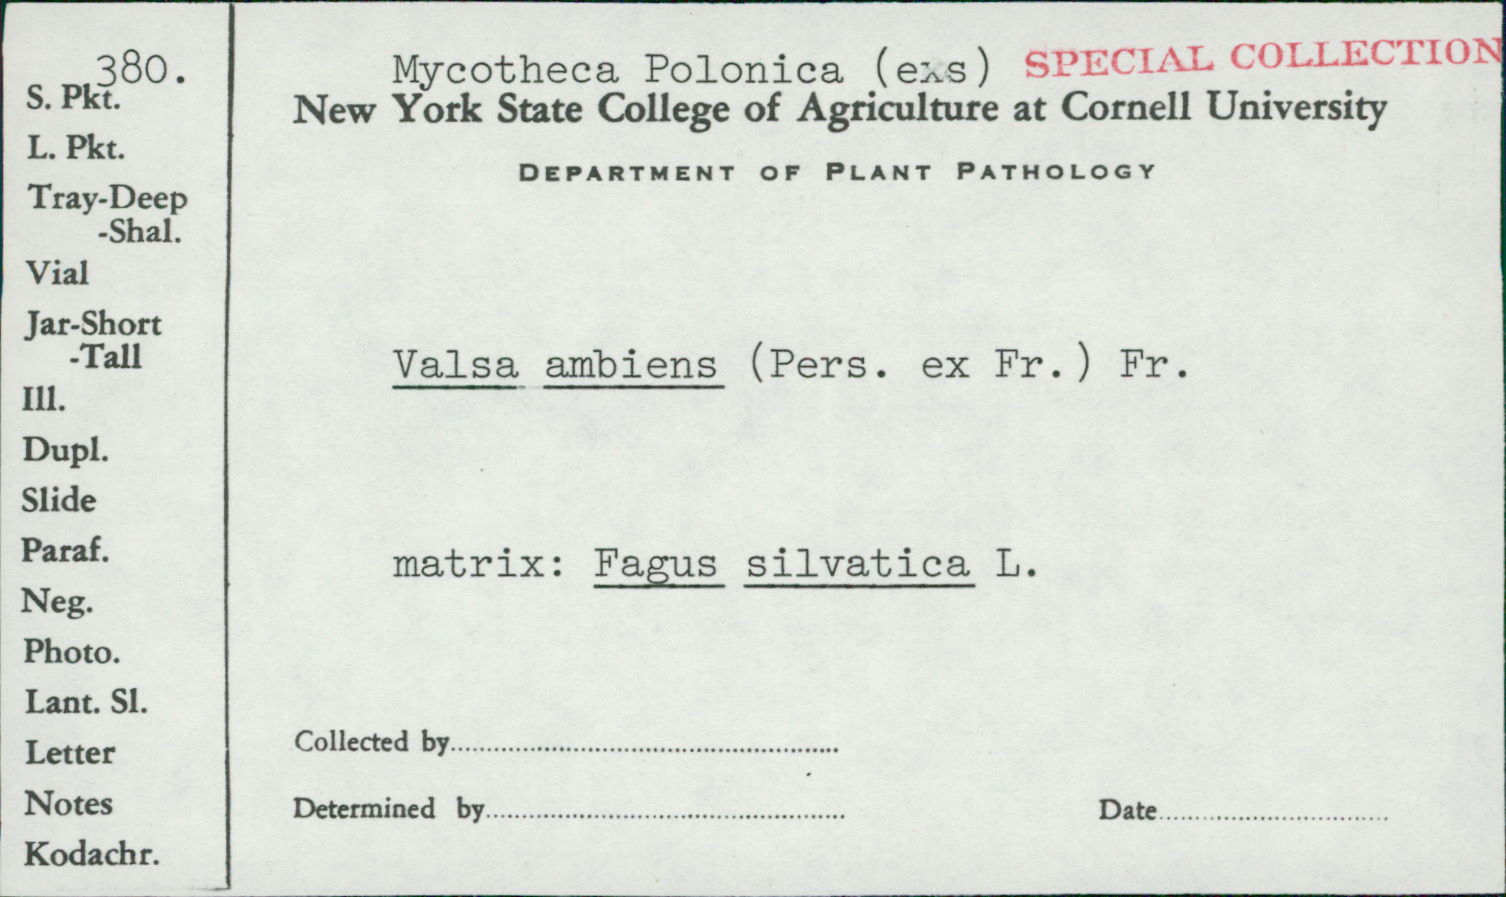 380.
S. Pkt.
L. Pkt.
Tray-Deep
-Shal.
Vial
Jar-Short
-Tall
Ill.
Dupl.
Slide
Paraf.
Neg.
Photo.
Lant. Sl.
Letter
Notes
Kodachr.
Mycotheca Polonica (exs) SPECIAL COLLECTION
New York State College of Agriculture at Cornell University
DEPARTMENT OF PLANT PATHOLOGY
Valsa ambiens (Pers. ex Fr.) Fr.
matrix: Fagus silvatica L.
Collected by
Determined by Date